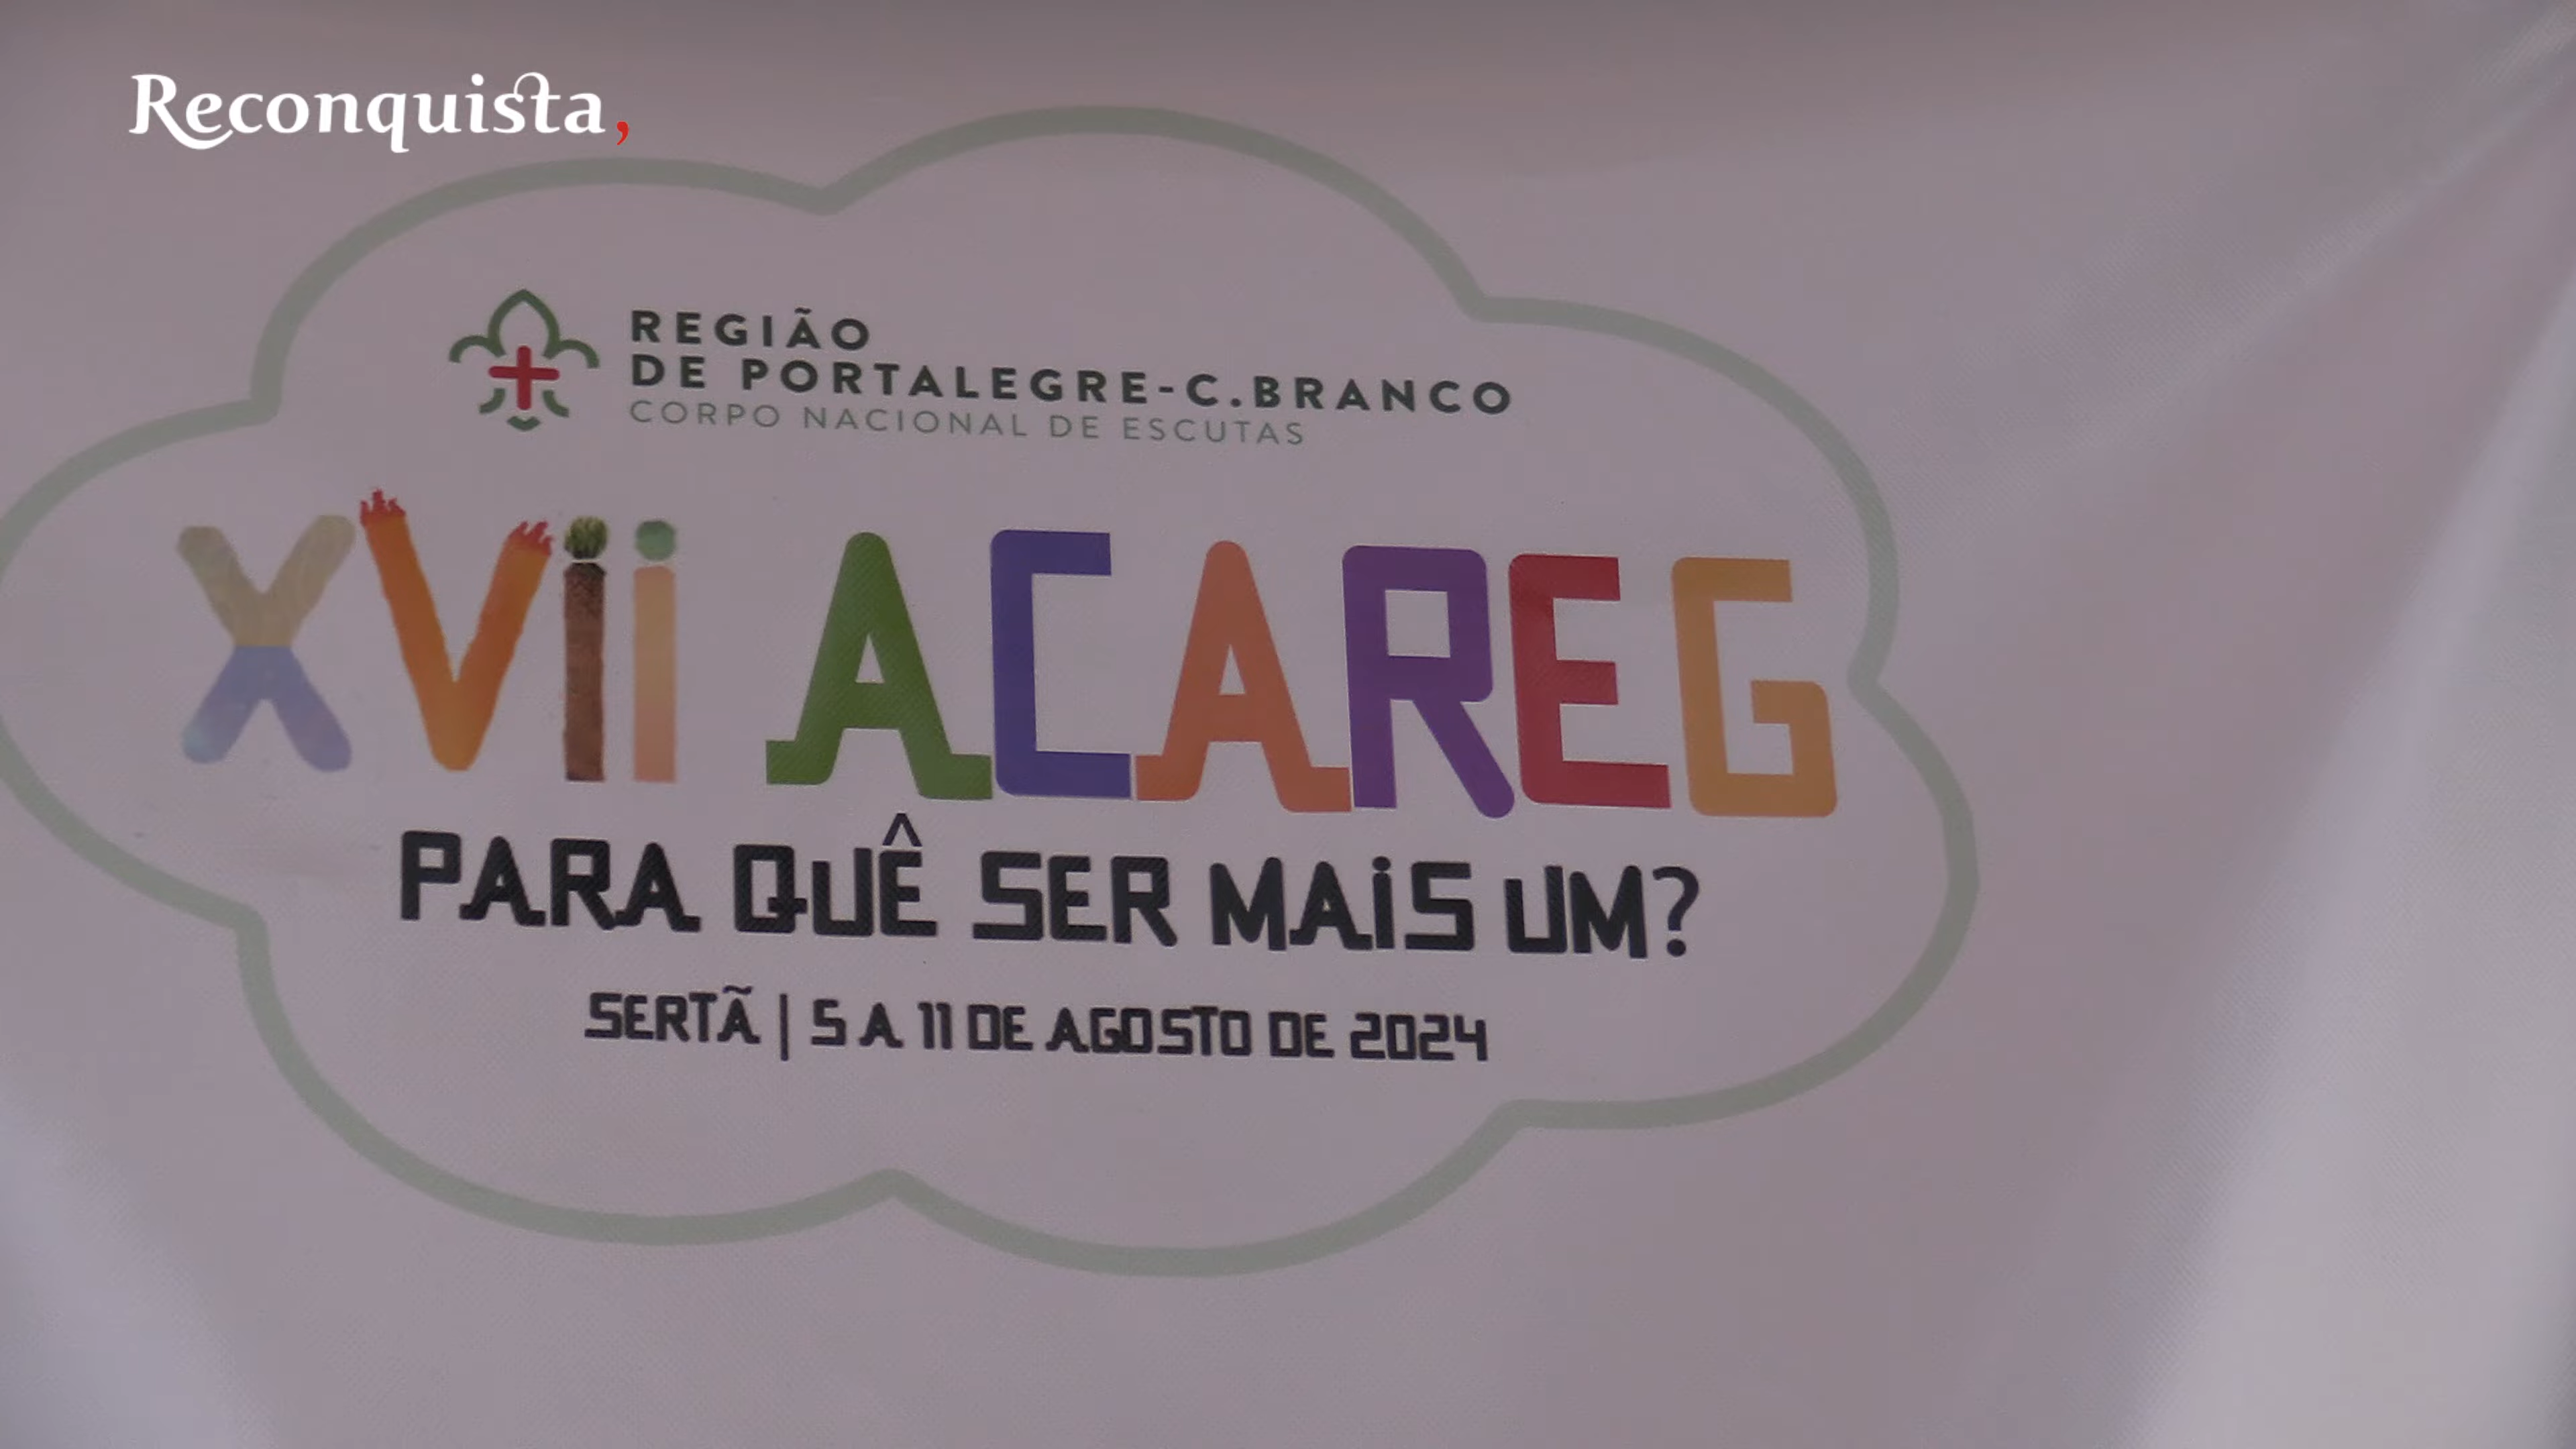 Reconquista,
REGIÃO
DE PORTALEGRE-C.BRANCO
CORPO NACIONAL DE ESCUTAS
XVii ACAREG
PARA QUÊ SER MAiS UM?
SERTÃ | 5 A 11 DE AGOSTO DE 2024